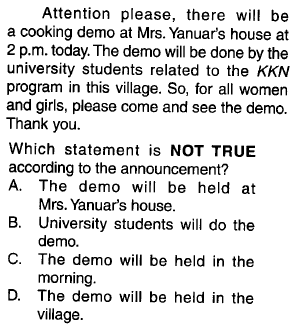 Attention please, there will be
a cooking demo at Mrs. Yanuar's house at
2 p.m. today. The demo will be done by the
university students related to the KKN
program in this village. So, for all women
and girls, please come and see the demo.
Thank you.
Which statement is NOT TRUE
according to the announcement?
A. The demo will be held at
Mrs. Yanuar's house.
B. University students will do the
demo.
C. The demo will be held in the
morning.
D. The demo will be held in the
village.